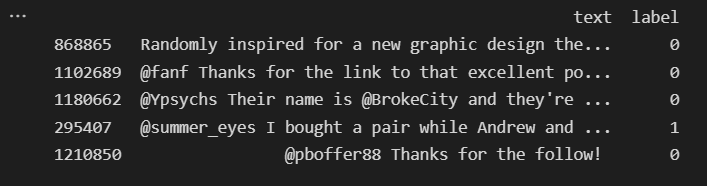 ...
text label
868865 Randomly inspired for a new graphic design the... 0
1102689 @fanf Thanks for the link to that excellent po... 0
1180662 @Ypsychs Their name is @BrokeCity and they're ... 0
295407 @summer_eyes I bought a pair while Andrew and ... 1
1210850 @pboffer88 Thanks for the follow! 0